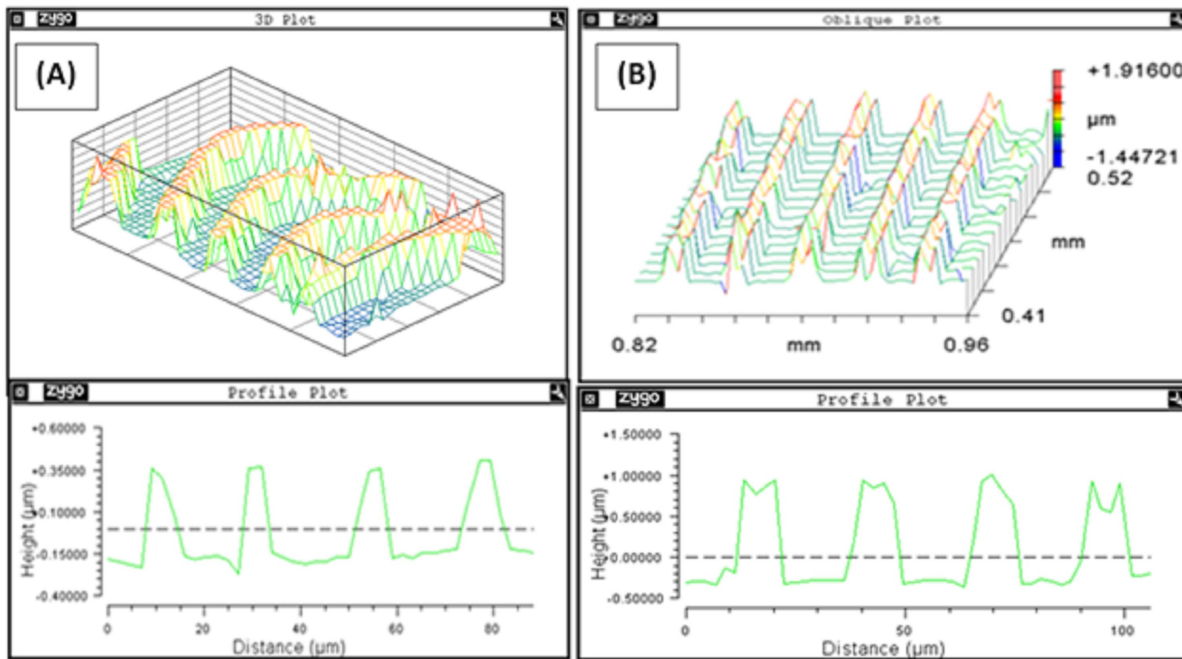 zygo 3D Plot
(A)
zygo Oblique Plot
(B)
+1.91600
µm
-1.44721
0.52
mm
0.41
0.82 mm 0.96
zygo Profile Plot
+0.60000
+0.35000
+0.10000
-0.15000
-0.40000
Height (µm)
0 20 40 60 80
Distance (µm)
zygo Profile Plot
+1.50000
+1.00000
+0.50000
+0.00000
-0.50000
Height (µm)
0 50 100
Distance (µm)